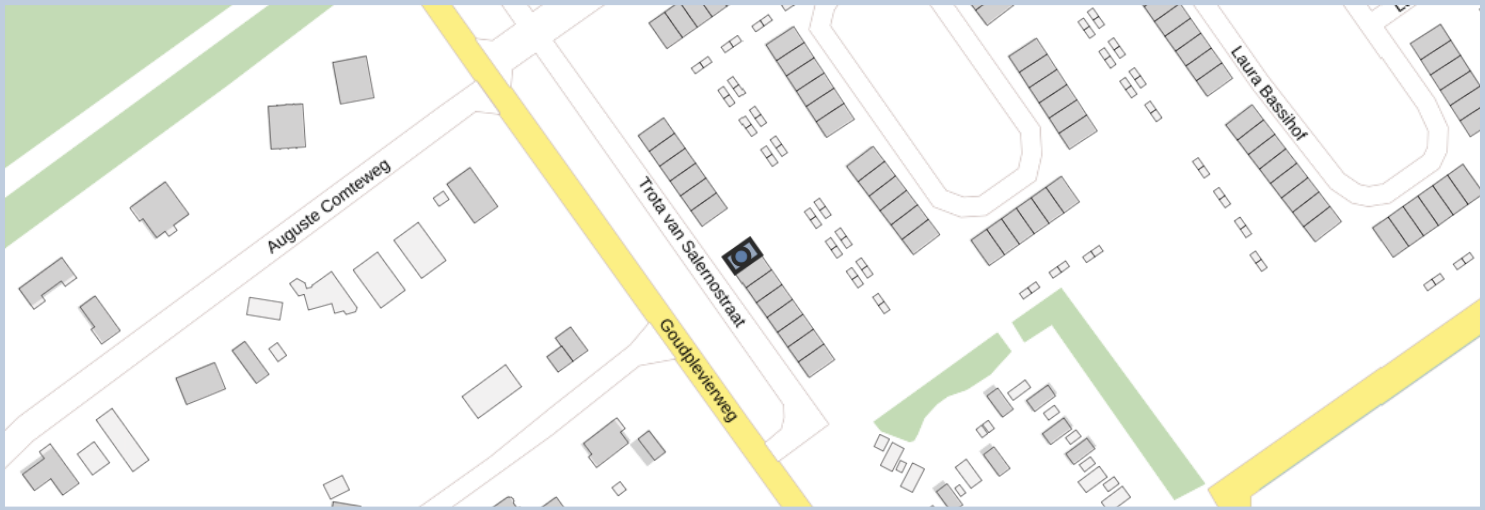 Laura Bassihof
Auguste Comteweg
Trota van Salernostraat
Goudplevierweg